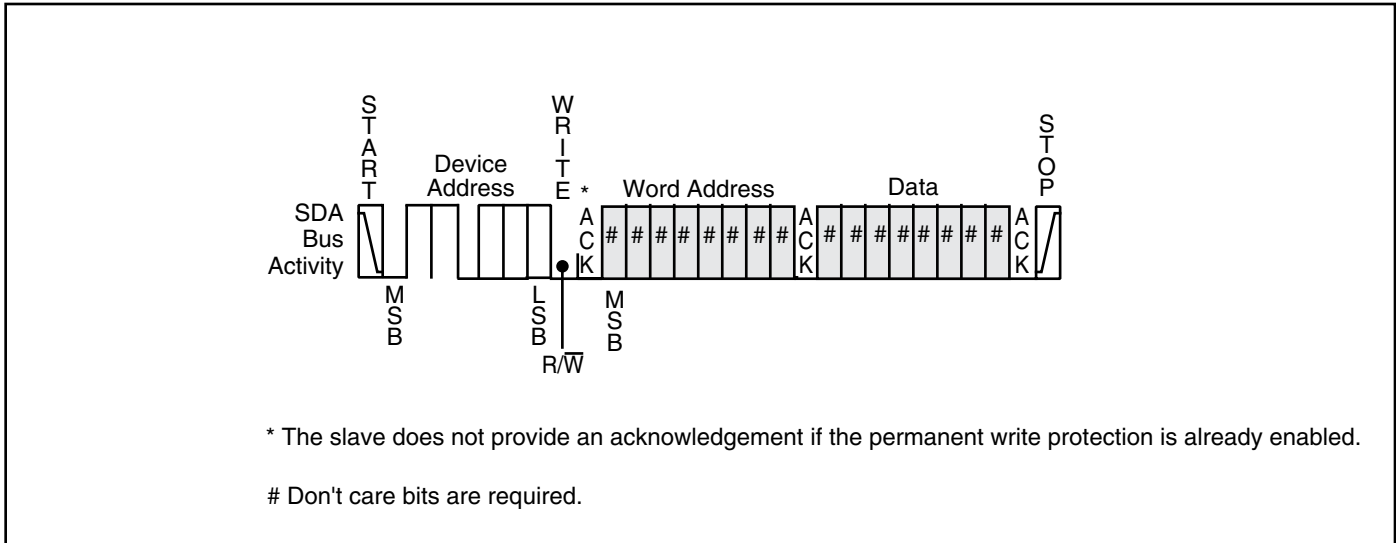 START
WRITE
STOP
Device
Address
*
Word Address
Data
SDA
Bus
Activity
ACK
# # # # # # # #
ACK
# # # # # # # #
ACK
MSB
LSB
MSB
R/W̅
* The slave does not provide an acknowledgement if the permanent write protection is already enabled.
# Don't care bits are required.